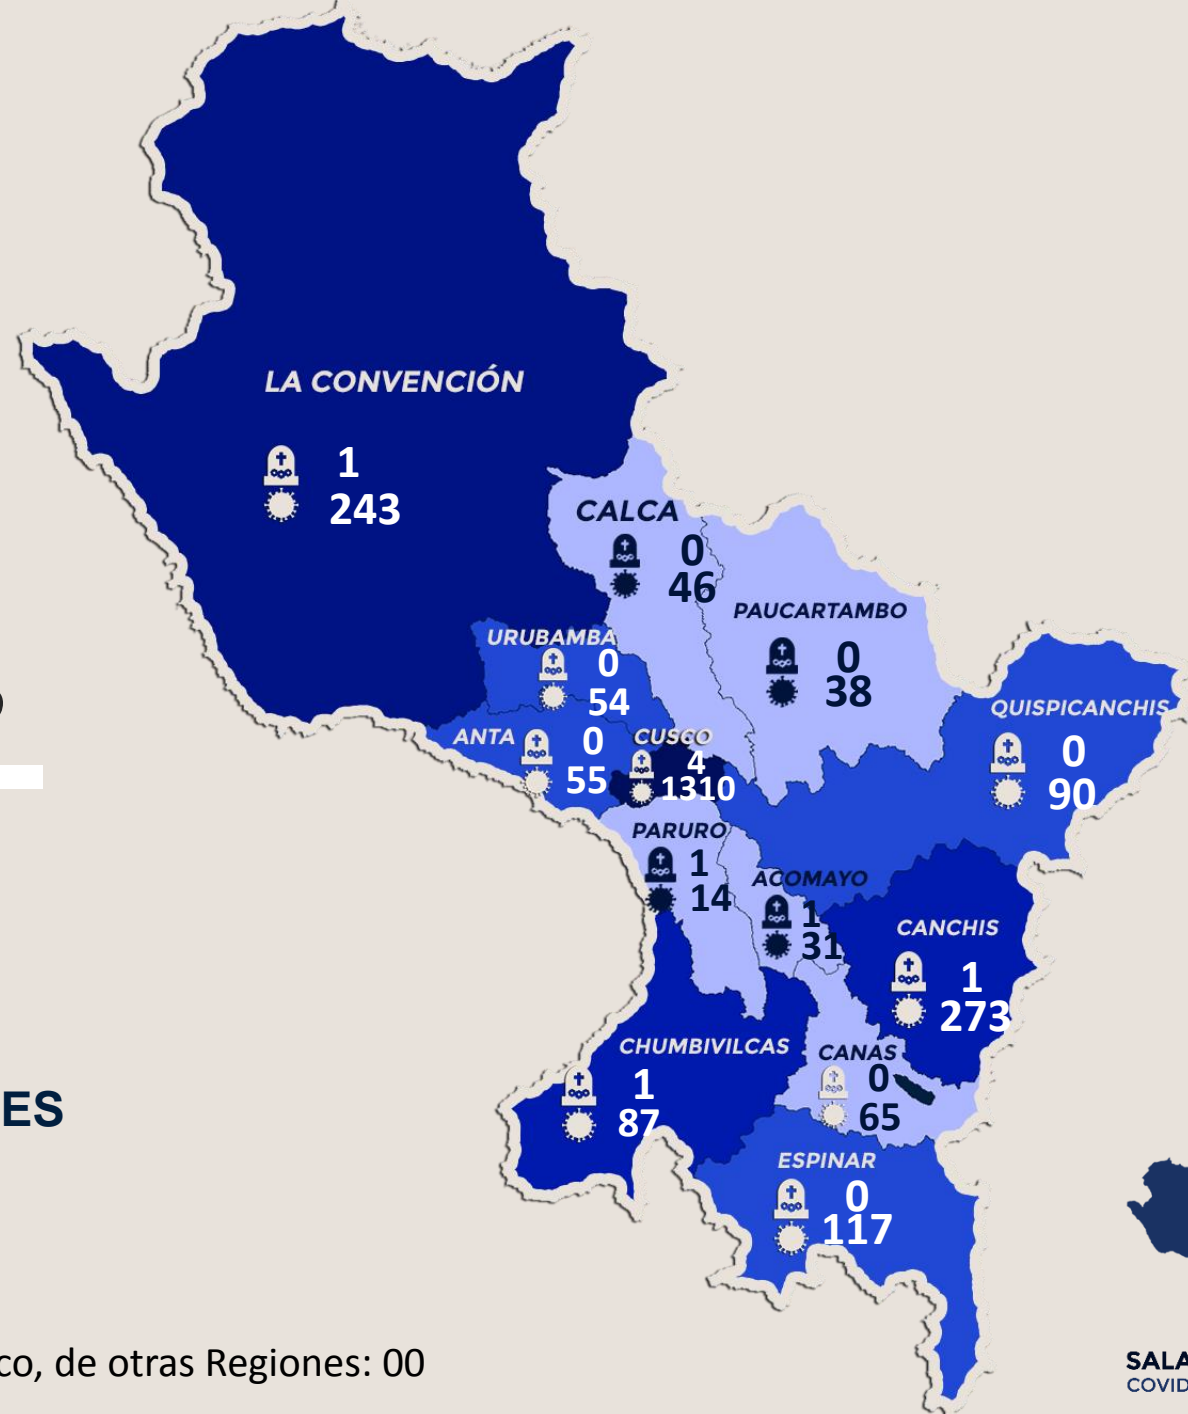 LA CONVENCIÓN
1
243
CALCA
0
46
PAUCARTAMBO
0
38
URUBAMBA
0
54
QUISPICANCHIS
0
90
ANTA
0
55
CUSCO
4
1310
PARURO
1
14
ACOMAYO
1
31
CANCHIS
1
273
CHUMBIVILCAS
1
87
CANAS
0
65
ES
ESPINAR
0
117
co, de otras Regiones: 00
SALA
COVID